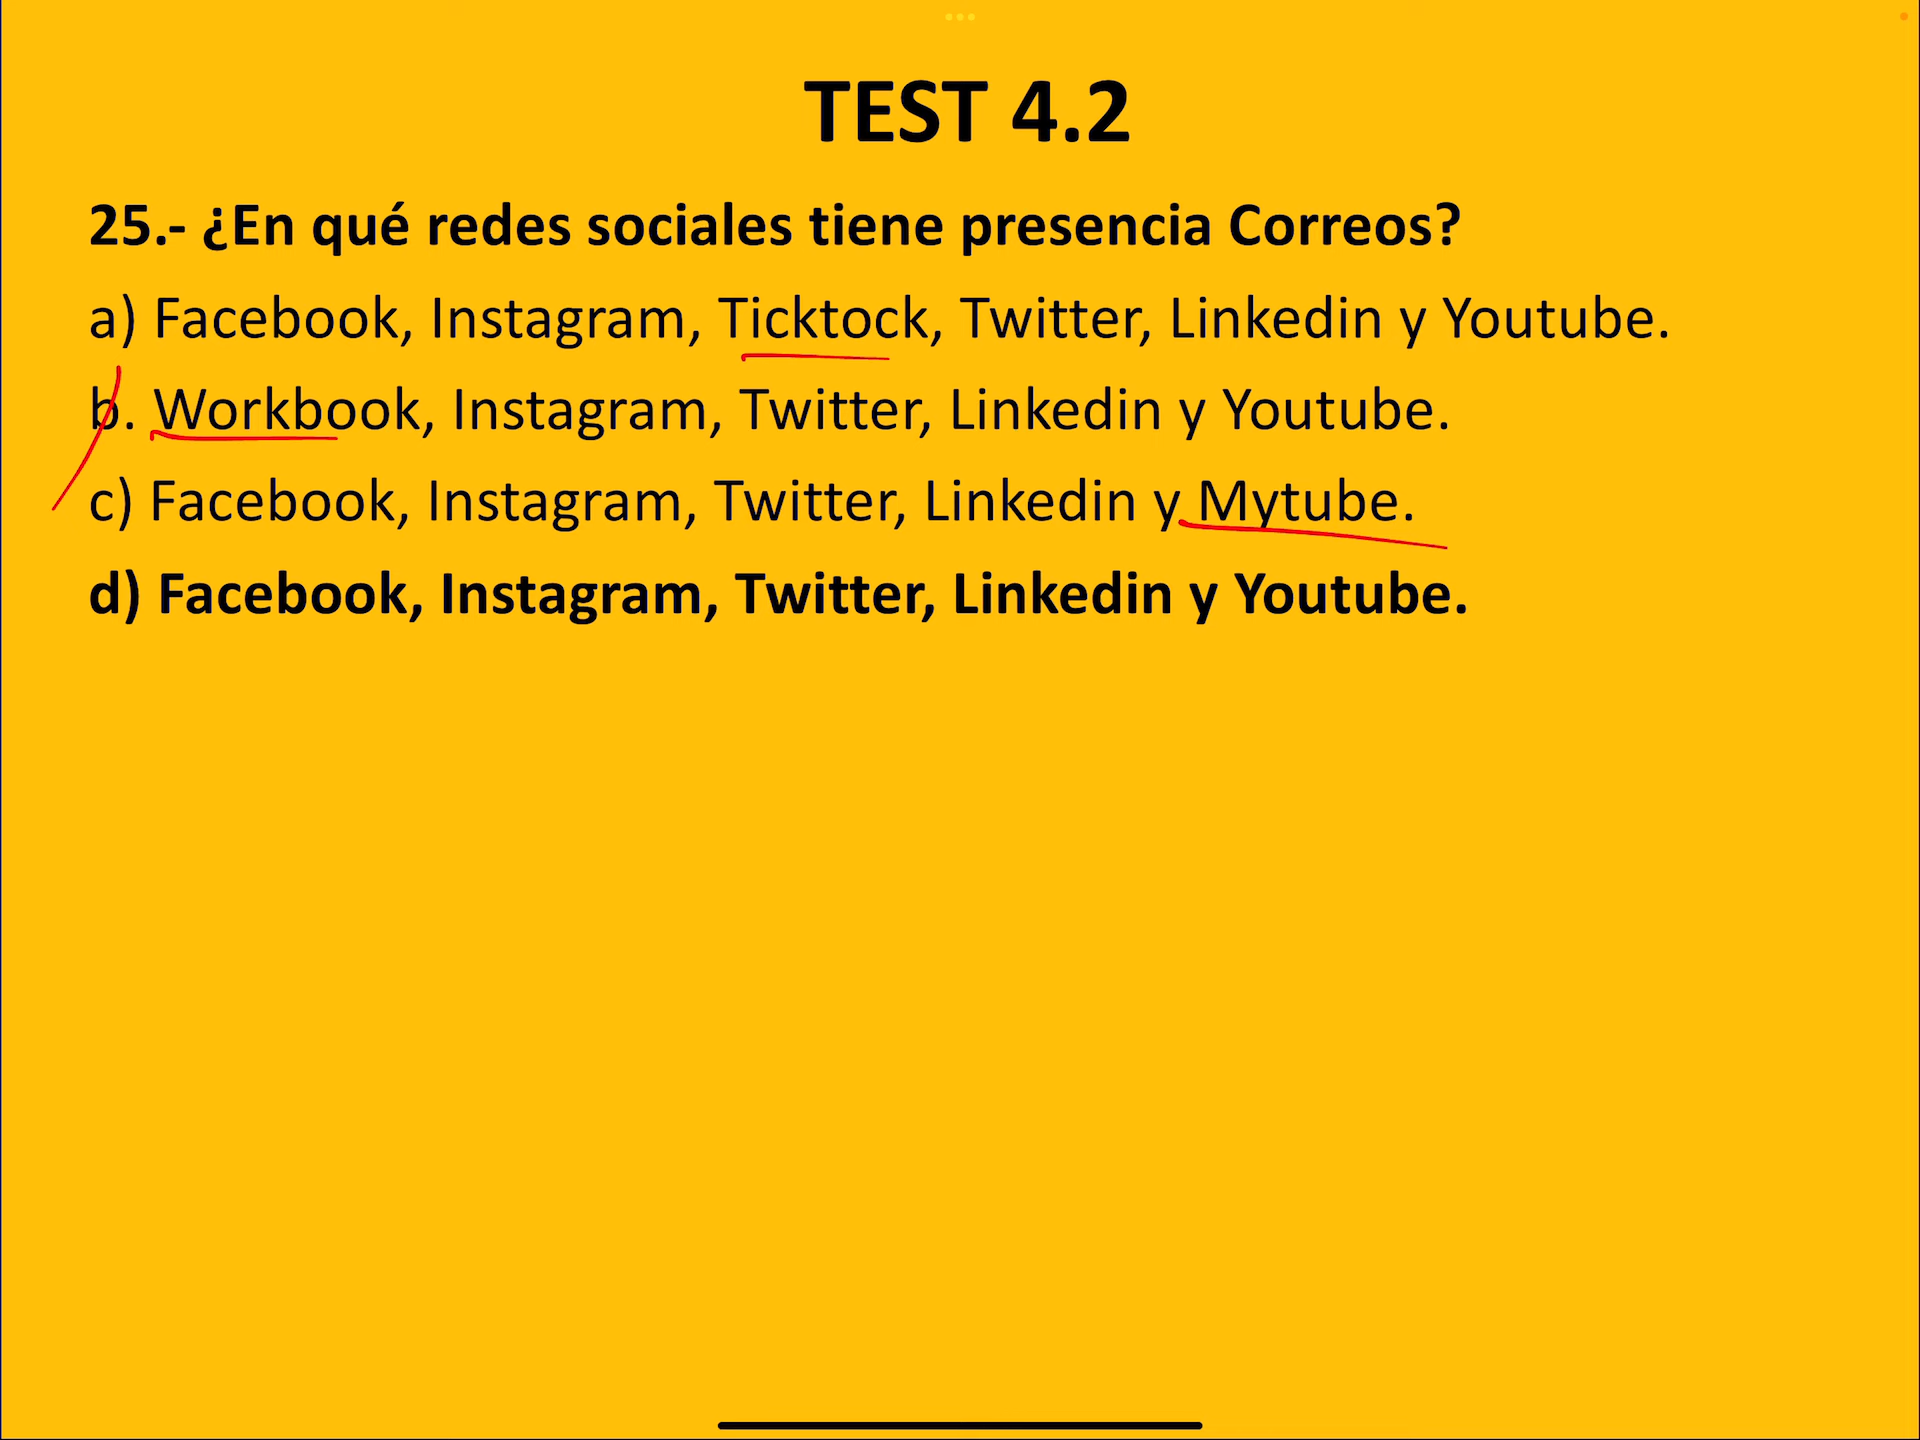 TEST 4.2
25.- ¿En qué redes sociales tiene presencia Correos?
a) Facebook, Instagram, Ticktock, Twitter, Linkedin y Youtube.
b. Workbook, Instagram, Twitter, Linkedin y Youtube.
c) Facebook, Instagram, Twitter, Linkedin y Mytube.
d) Facebook, Instagram, Twitter, Linkedin y Youtube.